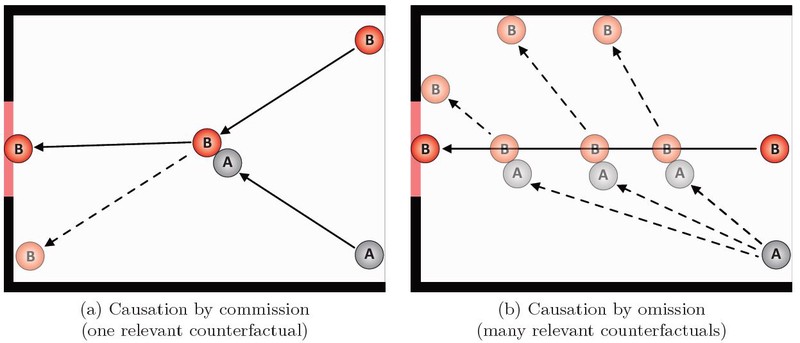 B
B
B
A
B
A
(a) Causation by commission
(one relevant counterfactual)
B
B
B
B
B
B
B
B
A
A
A
A
(b) Causation by omission
(many relevant counterfactuals)